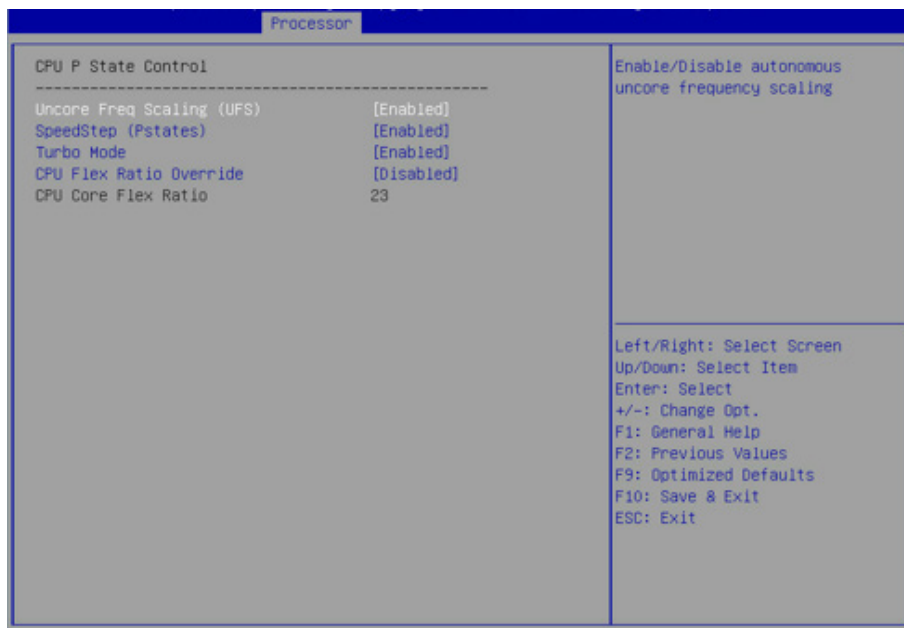 Processor
CPU P State Control
--------------------------------------------------
Uncore Freq Scaling (UFS) [Enabled]
SpeedStep (Pstates) [Enabled]
Turbo Mode [Enabled]
CPU Flex Ratio Override [Disabled]
CPU Core Flex Ratio 23
Enable/Disable autonomous
uncore frequency scaling
Left/Right: Select Screen
Up/Down: Select Item
Enter: Select
+/-: Change Opt.
F1: General Help
F2: Previous Values
F9: Optimized Defaults
F10: Save & Exit
ESC: Exit